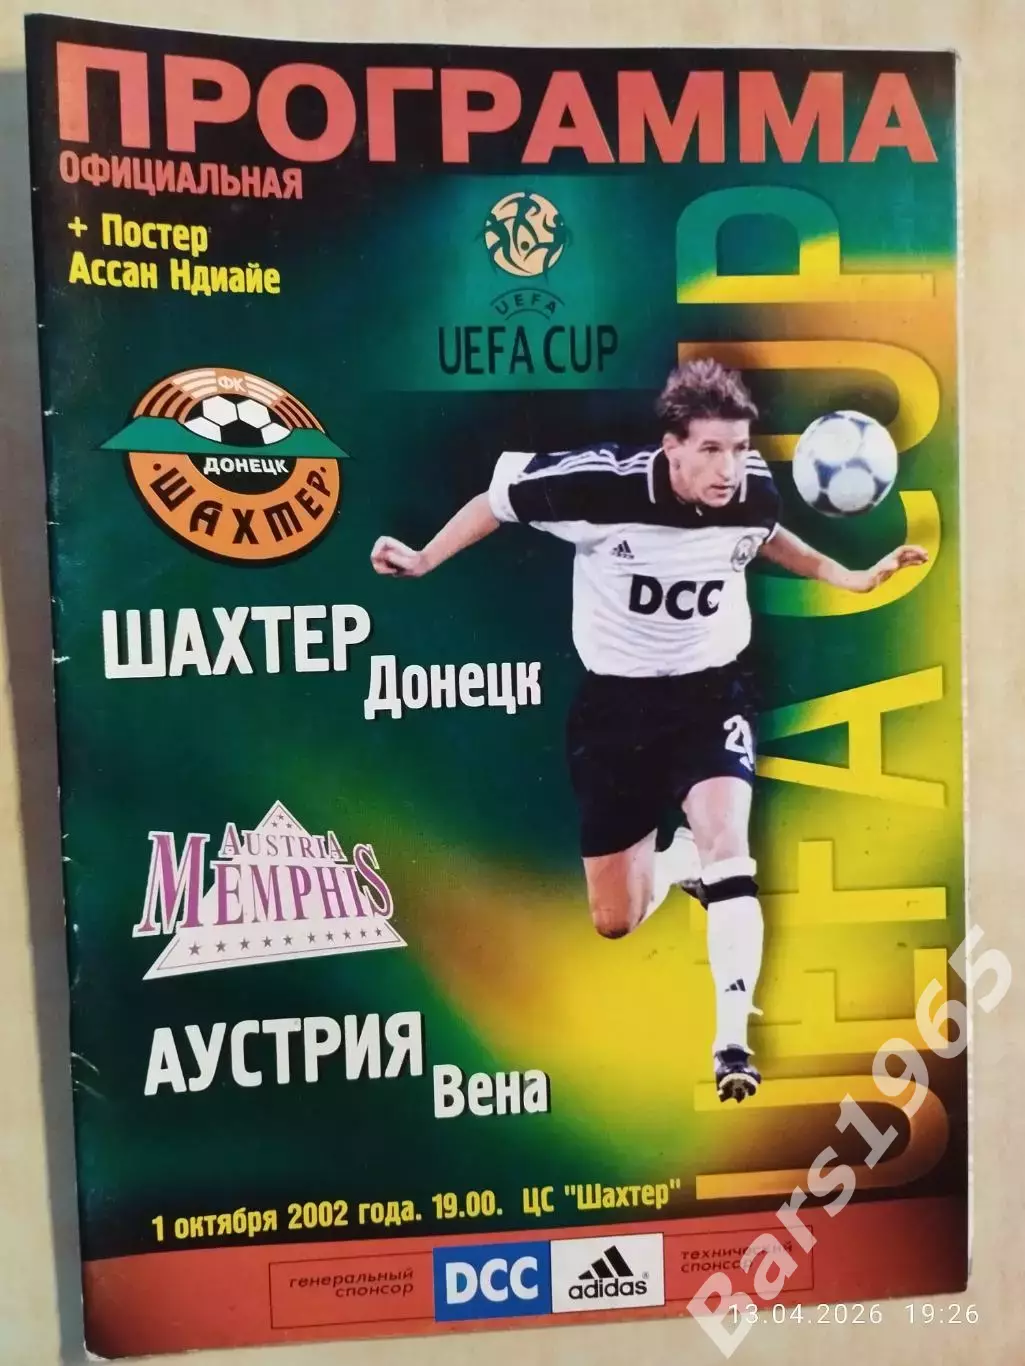 ПРОГРАММА
ОФИЦИАЛЬНАЯ
+ Постер
Ассан Ндиайе
UEFA
UEFA CUP
UEFA CUP
ФК
ДОНЕЦК
·ШАХТЕР·
DCC
ШАХТЕР
Донецк
AUSTRIA
MEMPHIS
АУСТРИЯ
Вена
1 октября 2002 года. 19.00. ЦС "Шахтер"
генеральный
спонсор
DCC
adidas
технический
спонсор
Bars1965
13.04.2026 19:26